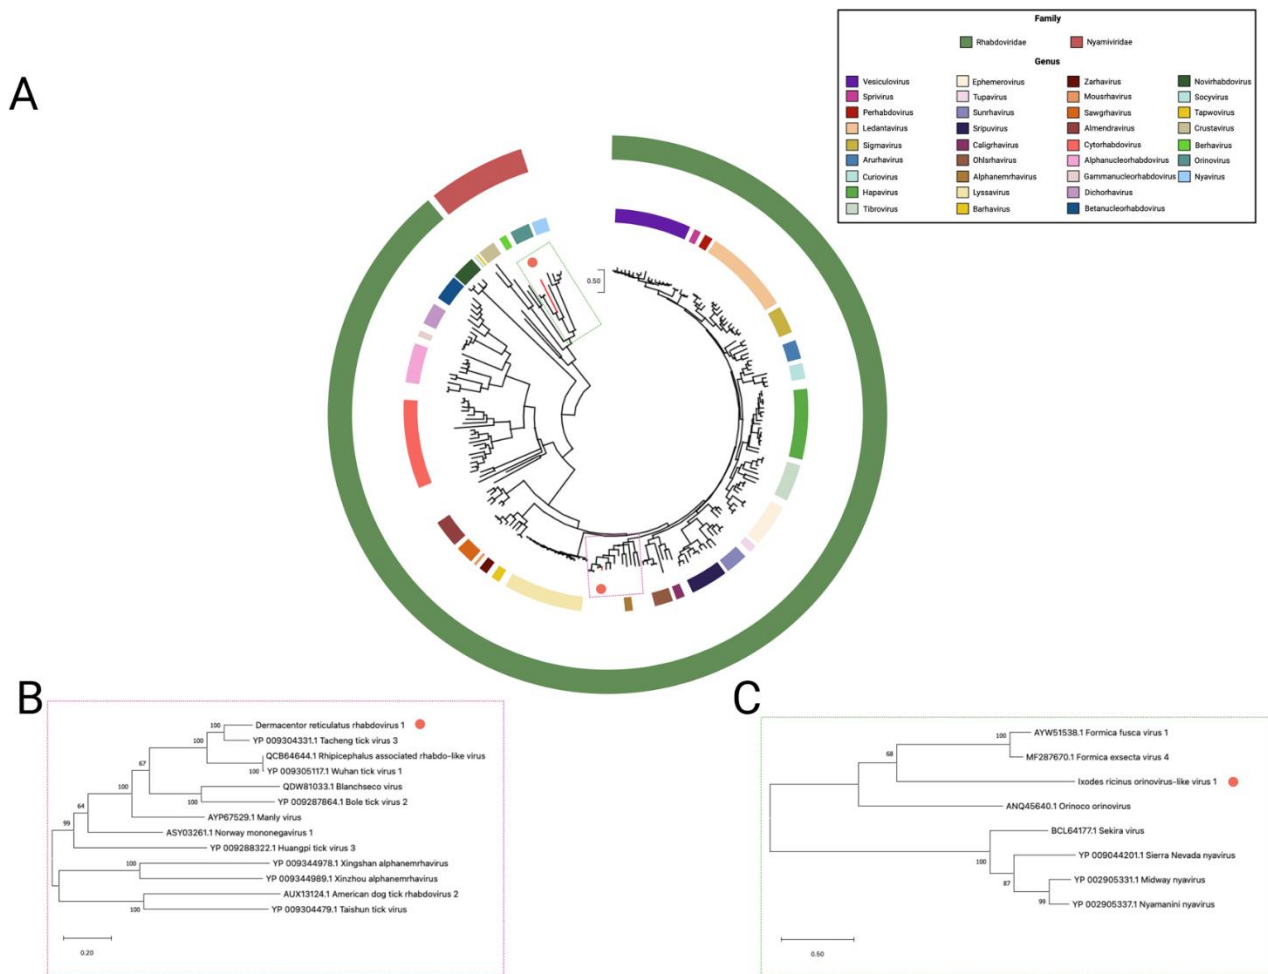 Family
Rhabdoviridae Nyamiviridae
Genus
Vesiculovirus Ephemerovirus Zarhavirus Novirhabdovirus
Sprivirus Tupavirus Mousrhavirus Socyvirus
Perhabdovirus Sunrhavirus Sawgrhavirus Tapwovirus
Ledantavirus Sripuvirus Almendravirus Crustavirus
Sigmavirus Caligrhavirus Cytorhabdovirus Berhavirus
Arurhavirus Ohlsrhavirus Alphanucleorhabdovirus Orinovirus
Curiovirus Alphanemrhavirus Gammanucleorhabdovirus Nyavirus
Hapavirus Lyssavirus Dichorhavirus
Tibrovirus Barhavirus Betanucleorhabdovirus
A
0.50
B
100 Dermacentor reticulatus rhabdovirus 1
YP 009304331.1 Tacheng tick virus 3
100
QCB64644.1 Rhipicephalus associated rhabdo-like virus
100 YP 009305117.1 Wuhan tick virus 1
67
QDW81033.1 Blanchseco virus
100 YP 009287864.1 Bole tick virus 2
100
AYP67529.1 Manly virus
64
ASY03261.1 Norway mononegavirus 1
99
YP 009288322.1 Huangpi tick virus 3
100 YP 009344978.1 Xingshan alphanemrhavirus
YP 009344989.1 Xinzhou alphanemrhavirus
AUX13124.1 American dog tick rhabdovirus 2
100 YP 009304479.1 Taishun tick virus
0.20
C
100 AYW51538.1 Formica fusca virus 1
68
MF287670.1 Formica exsecta virus 4
Ixodes ricinus orinovirus-like virus 1
ANQ45640.1 Orinoco orinovirus
BCL64177.1 Sekira virus
100
YP 009044201.1 Sierra Nevada nyavirus
87
YP 002905331.1 Midway nyavirus
99 YP 002905337.1 Nyamanini nyavirus
0.50